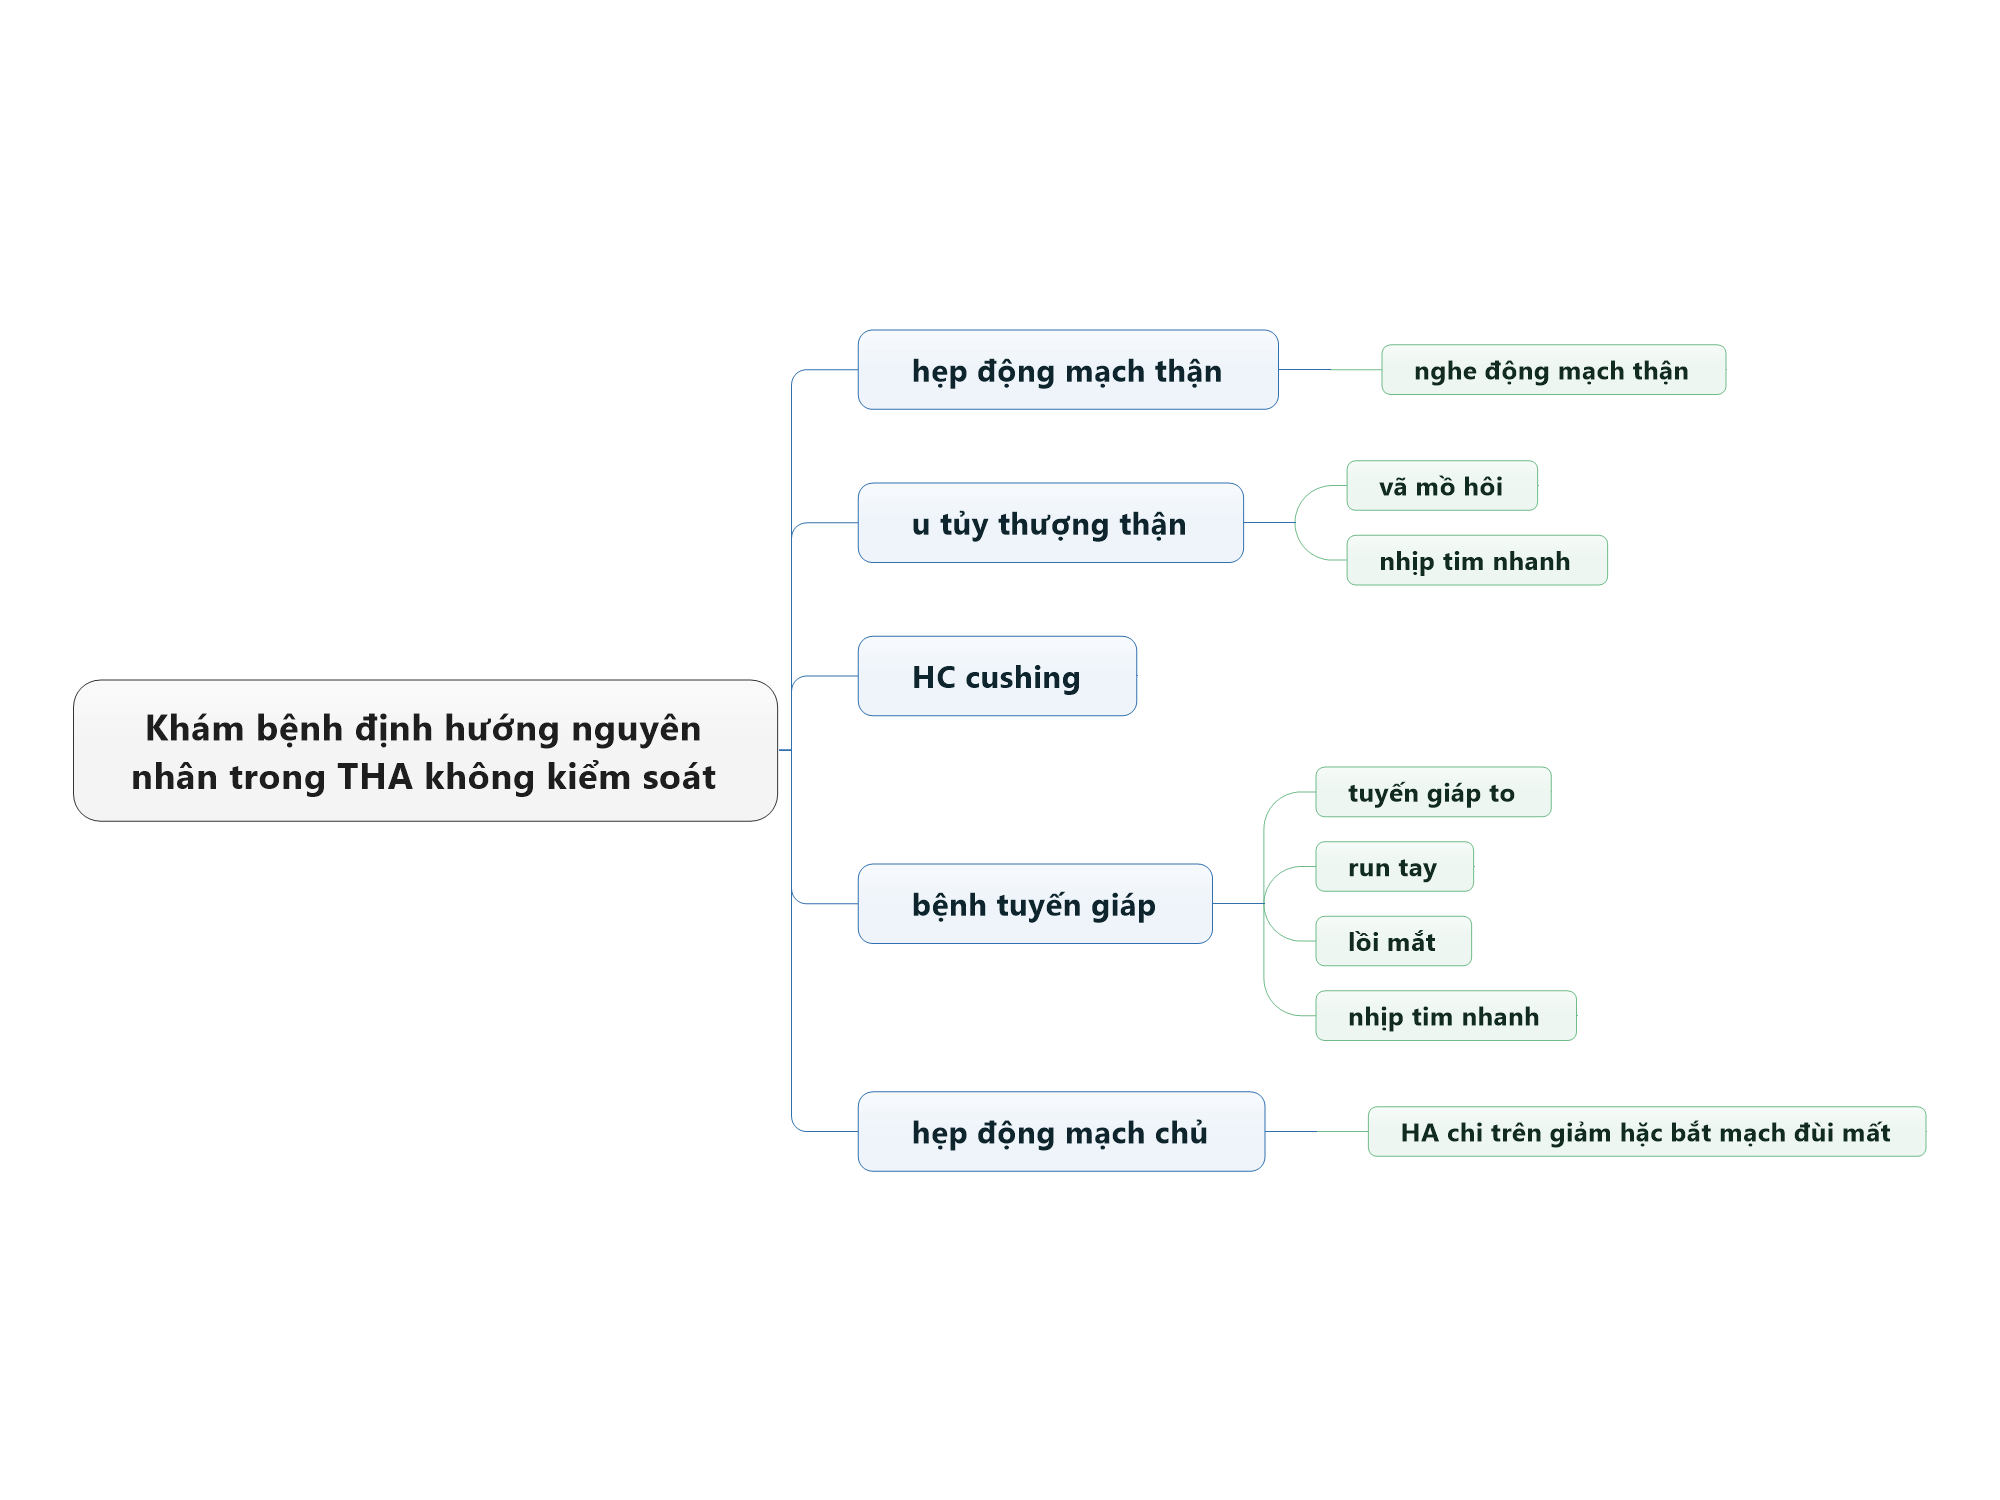 Khám bệnh định hướng nguyên
nhân trong THA không kiểm soát
hẹp động mạch thận
nghe động mạch thận
u tủy thượng thận
vã mồ hôi
nhịp tim nhanh
HC cushing
bệnh tuyến giáp
tuyến giáp to
run tay
lồi mắt
nhịp tim nhanh
hẹp động mạch chủ
HA chi trên giảm hặc bắt mạch đùi mất